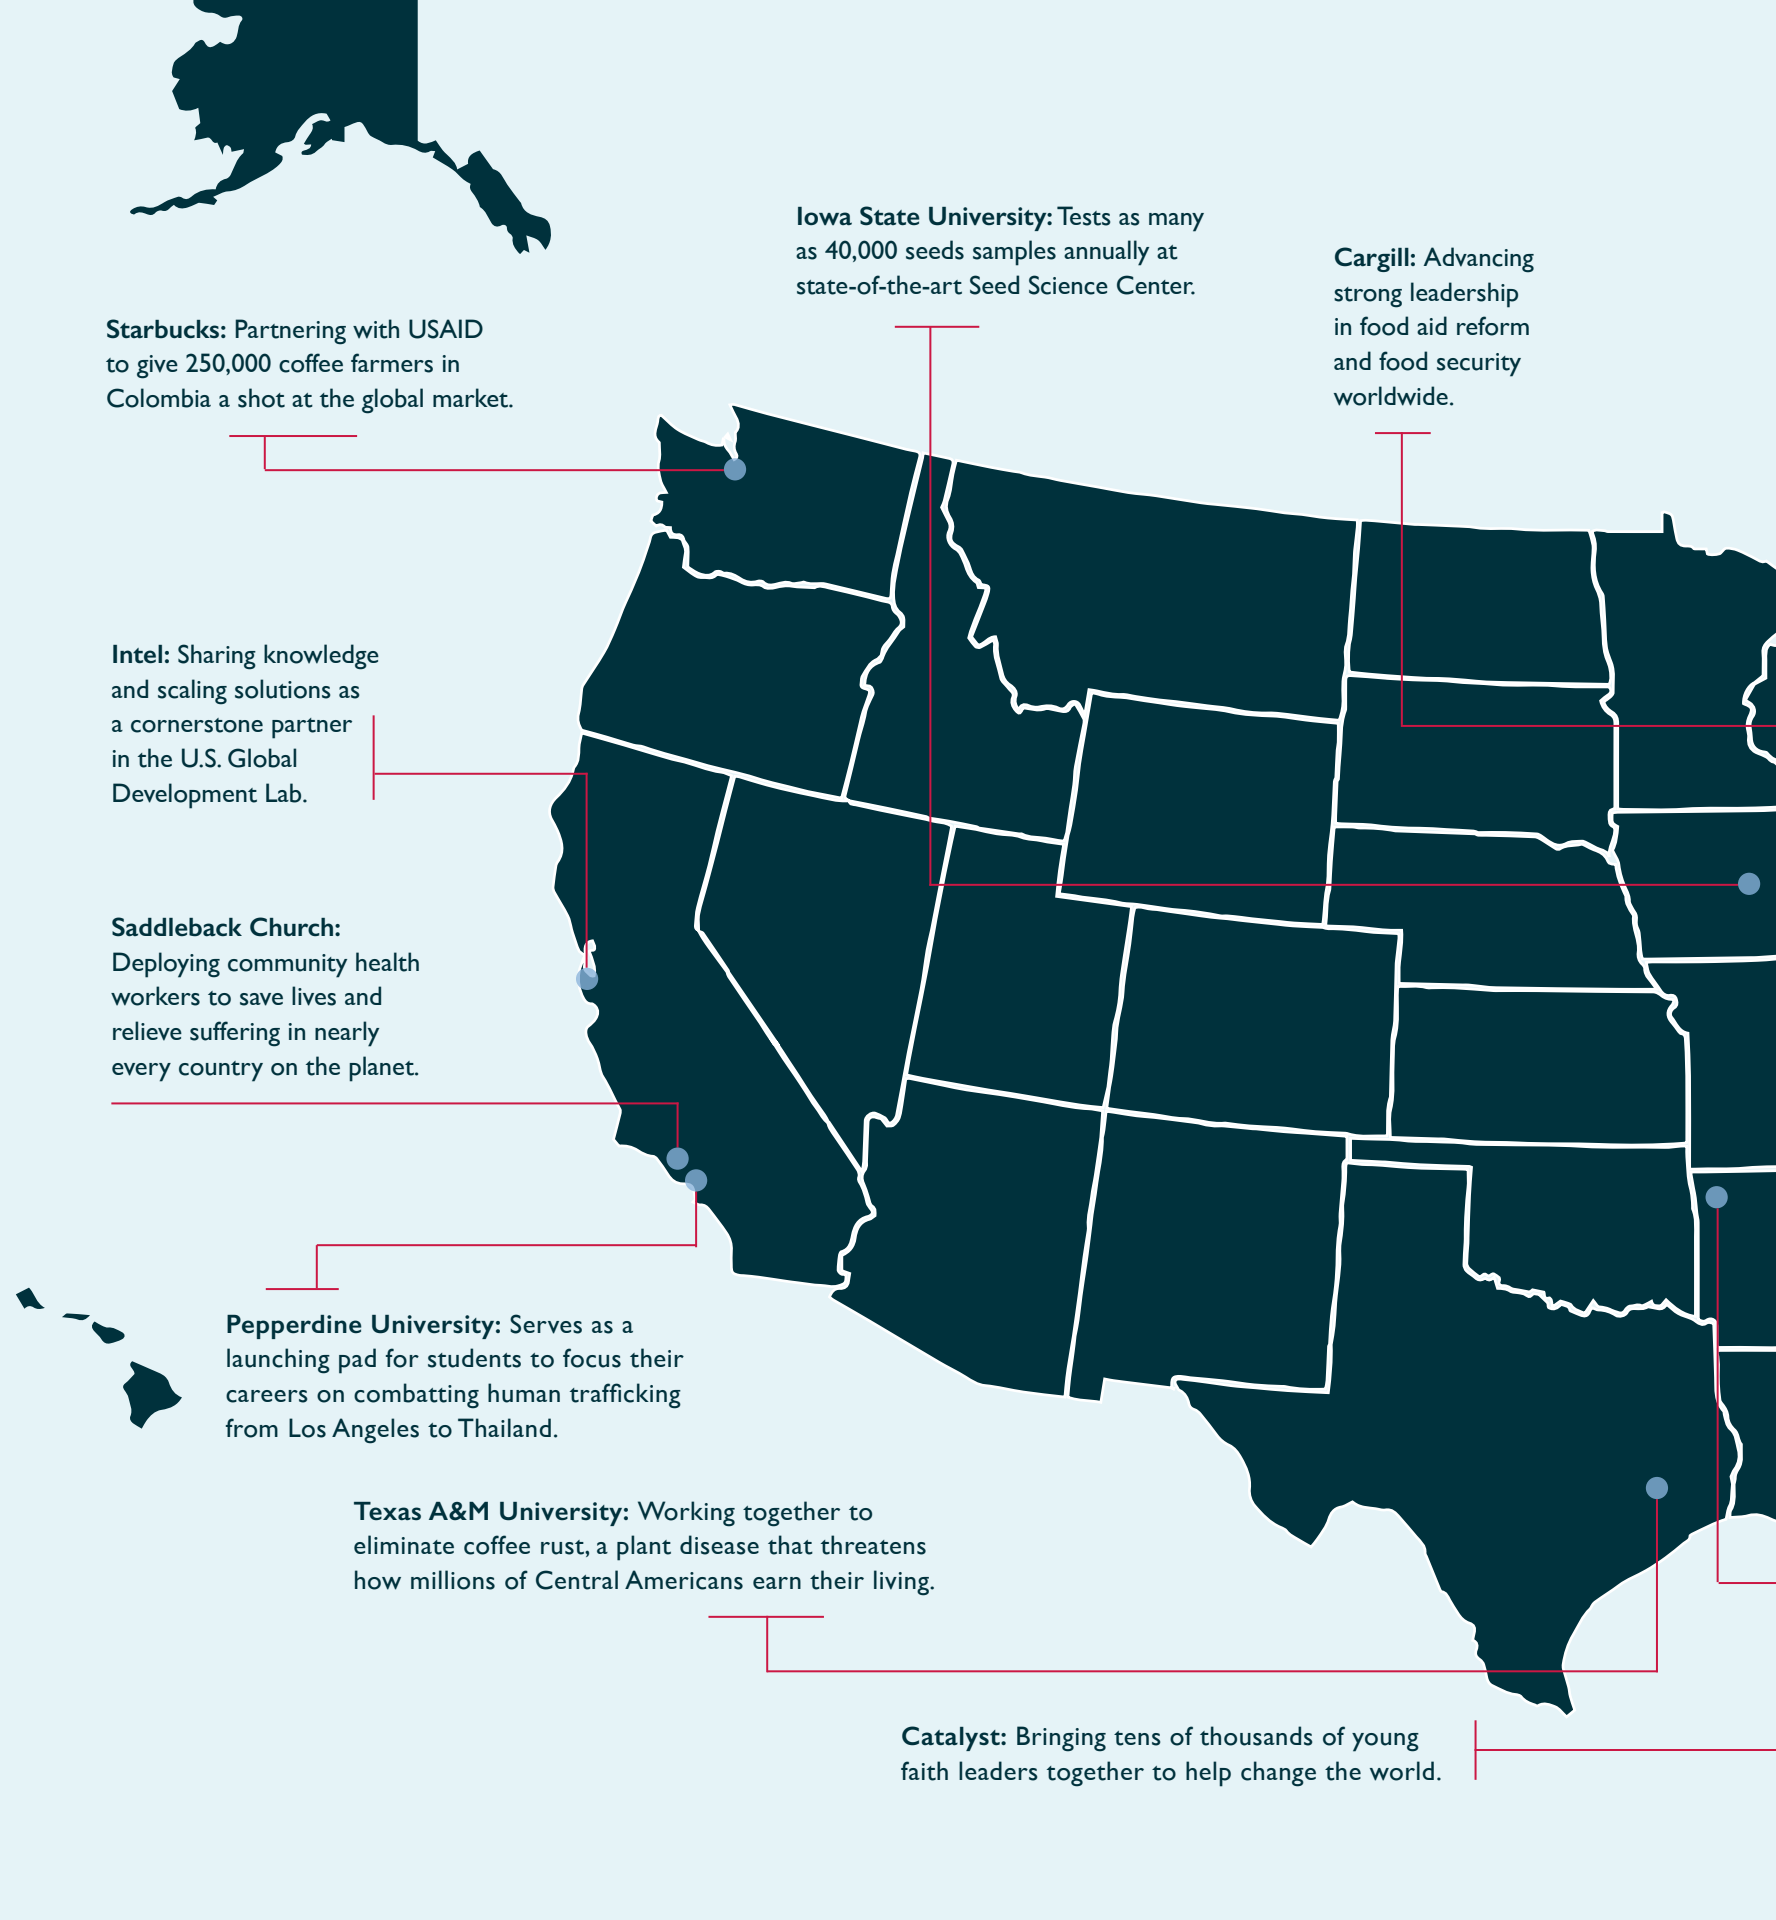 Iowa State University: Tests as many
as 40,000 seeds samples annually at
state-of-the-art Seed Science Center.
Cargill: Advancing
strong leadership
in food aid reform
and food security
worldwide.
Starbucks: Partnering with USAID
to give 250,000 coffee farmers in
Colombia a shot at the global market.
Intel: Sharing knowledge
and scaling solutions as
a cornerstone partner
in the U.S. Global
Development Lab.
Saddleback Church:
Deploying community health
workers to save lives and
relieve suffering in nearly
every country on the planet.
Pepperdine University: Serves as a
launching pad for students to focus their
careers on combatting human trafficking
from Los Angeles to Thailand.
Texas A&M University: Working together to
eliminate coffee rust, a plant disease that threatens
how millions of Central Americans earn their living.
Catalyst: Bringing tens of thousands of young
faith leaders together to help change the world.